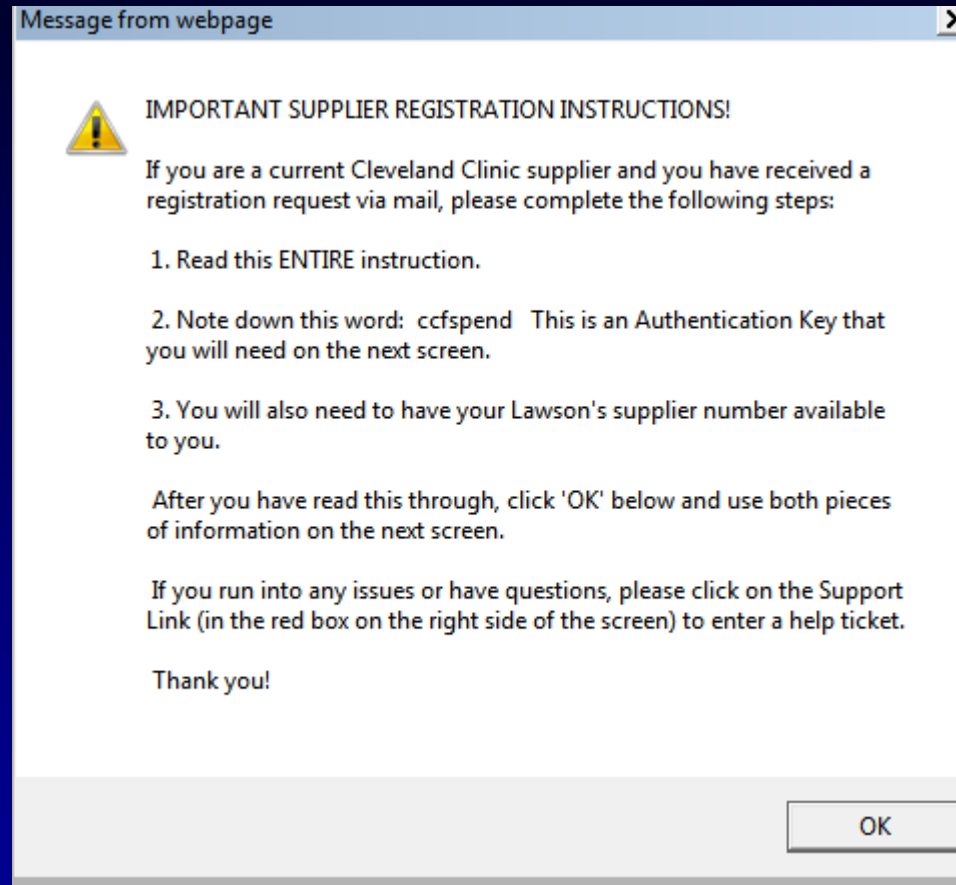 Message from webpage
IMPORTANT SUPPLIER REGISTRATION INSTRUCTIONS!
If you are a current Cleveland Clinic supplier and you have received a
registration request via mail, please complete the following steps:
1. Read this ENTIRE instruction.
2. Note down this word:  ccfspend   This is an Authentication Key that
you will need on the next screen.
3. You will also need to have your Lawson's supplier number available
to you.
After you have read this through, click 'OK' below and use both pieces
of information on the next screen.
If you run into any issues or have questions, please click on the Support
Link (in the red box on the right side of the screen) to enter a help ticket.
Thank you!
OK